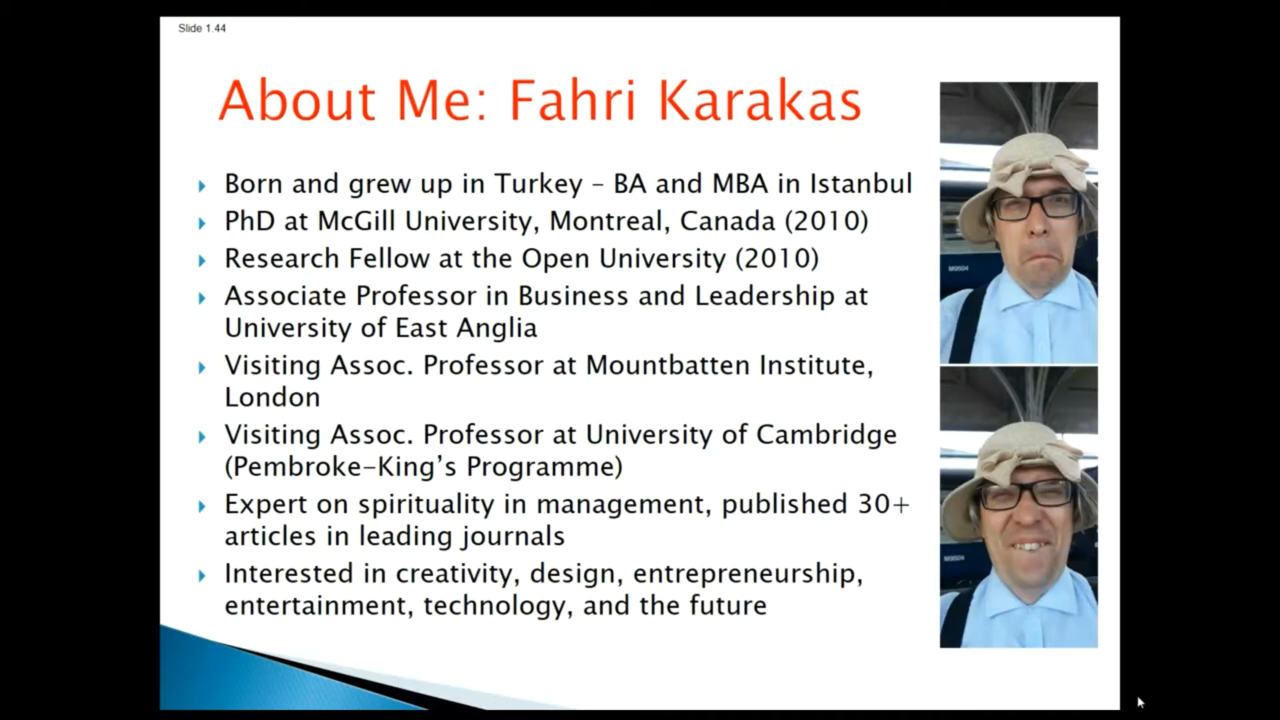 Slide 1.44
About Me: Fahri Karakas
Born and grew up in Turkey – BA and MBA in Istanbul
PhD at McGill University, Montreal, Canada (2010)
Research Fellow at the Open University (2010)
Associate Professor in Business and Leadership at
University of East Anglia
Visiting Assoc. Professor at Mountbatten Institute,
London
Visiting Assoc. Professor at University of Cambridge
(Pembroke-King's Programme)
Expert on spirituality in management, published 30+
articles in leading journals
Interested in creativity, design, entrepreneurship,
entertainment, technology, and the future